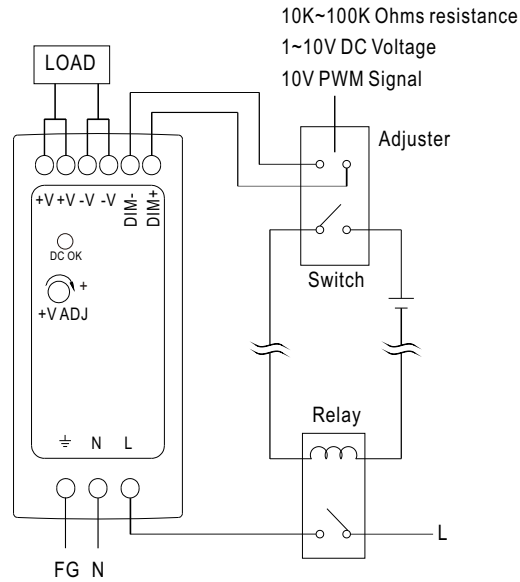 10K~100K Ohms resistance
1~10V DC Voltage
10V PWM Signal
LOAD
Adjuster
+V +V -V -V DIM- DIM+
DC OK
+
+V ADJ
Switch
Relay
N L
L
FG N